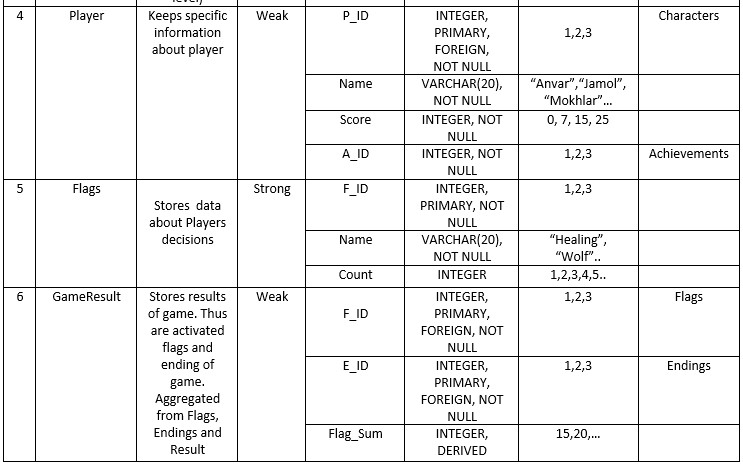 level)
4
Player
Keeps specific
information
about player
Weak
P_ID
INTEGER,
PRIMARY,
FOREIGN,
NOT NULL
1,2,3
Characters
Name
VARCHAR(20),
NOT NULL
“Anvar”,“Jamol”,
“Mokhlar”…
Score
INTEGER, NOT
NULL
0, 7, 15, 25
A_ID
INTEGER, NOT
NULL
1,2,3
Achievements
5
Flags
Stores data
about Players
decisions
Strong
F_ID
INTEGER,
PRIMARY, NOT
NULL
1,2,3
Name
VARCHAR(20),
NOT NULL
“Healing”,
“Wolf”..
Count
INTEGER
1,2,3,4,5..
6
GameResult
Stores results
of game. Thus
are activated
flags and
ending of
game.
Aggregated
from Flags,
Endings and
Result
Weak
F_ID
INTEGER,
PRIMARY,
FOREIGN, NOT
NULL
1,2,3
Flags
E_ID
INTEGER,
PRIMARY,
FOREIGN, NOT
NULL
1,2,3
Endings
Flag_Sum
INTEGER,
DERIVED
15,20,…